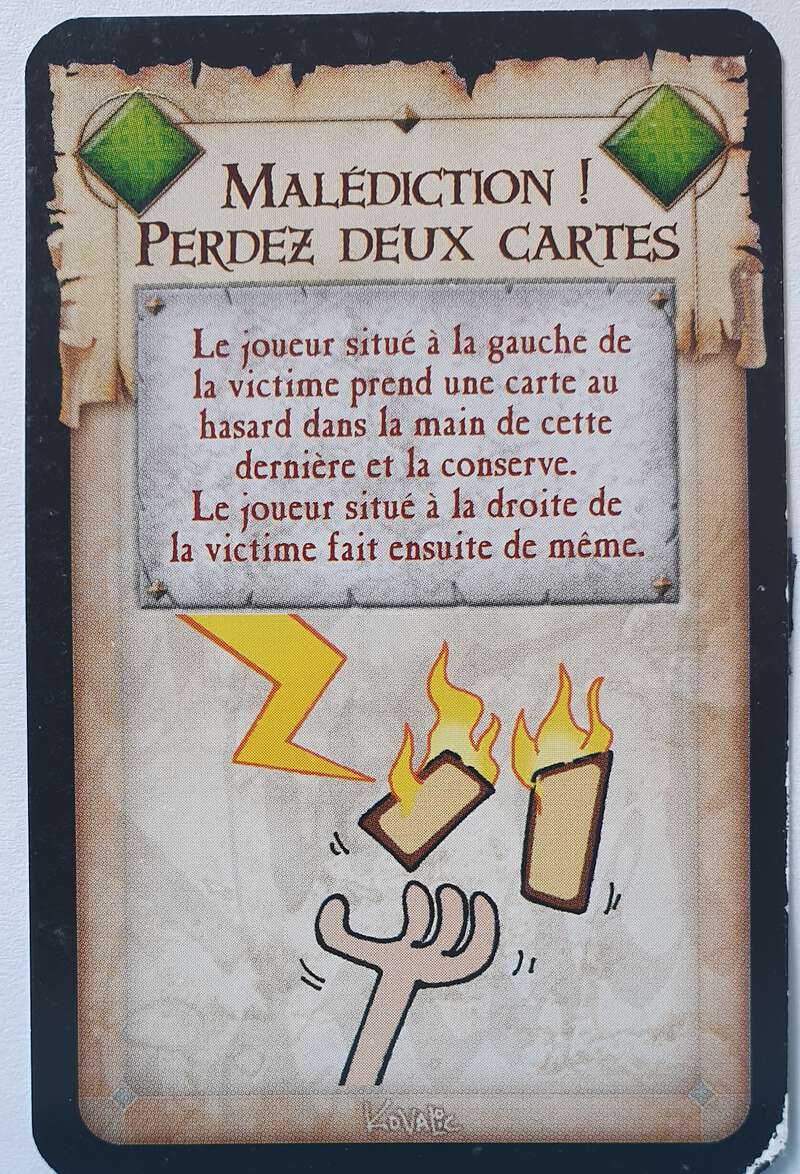 Malédiction !
Perdez deux cartes
Le joueur situé à la gauche de
la victime prend une carte au
hasard dans la main de cette
dernière et la conserve.
Le joueur situé à la droite de
la victime fait ensuite de même.
Kovalic